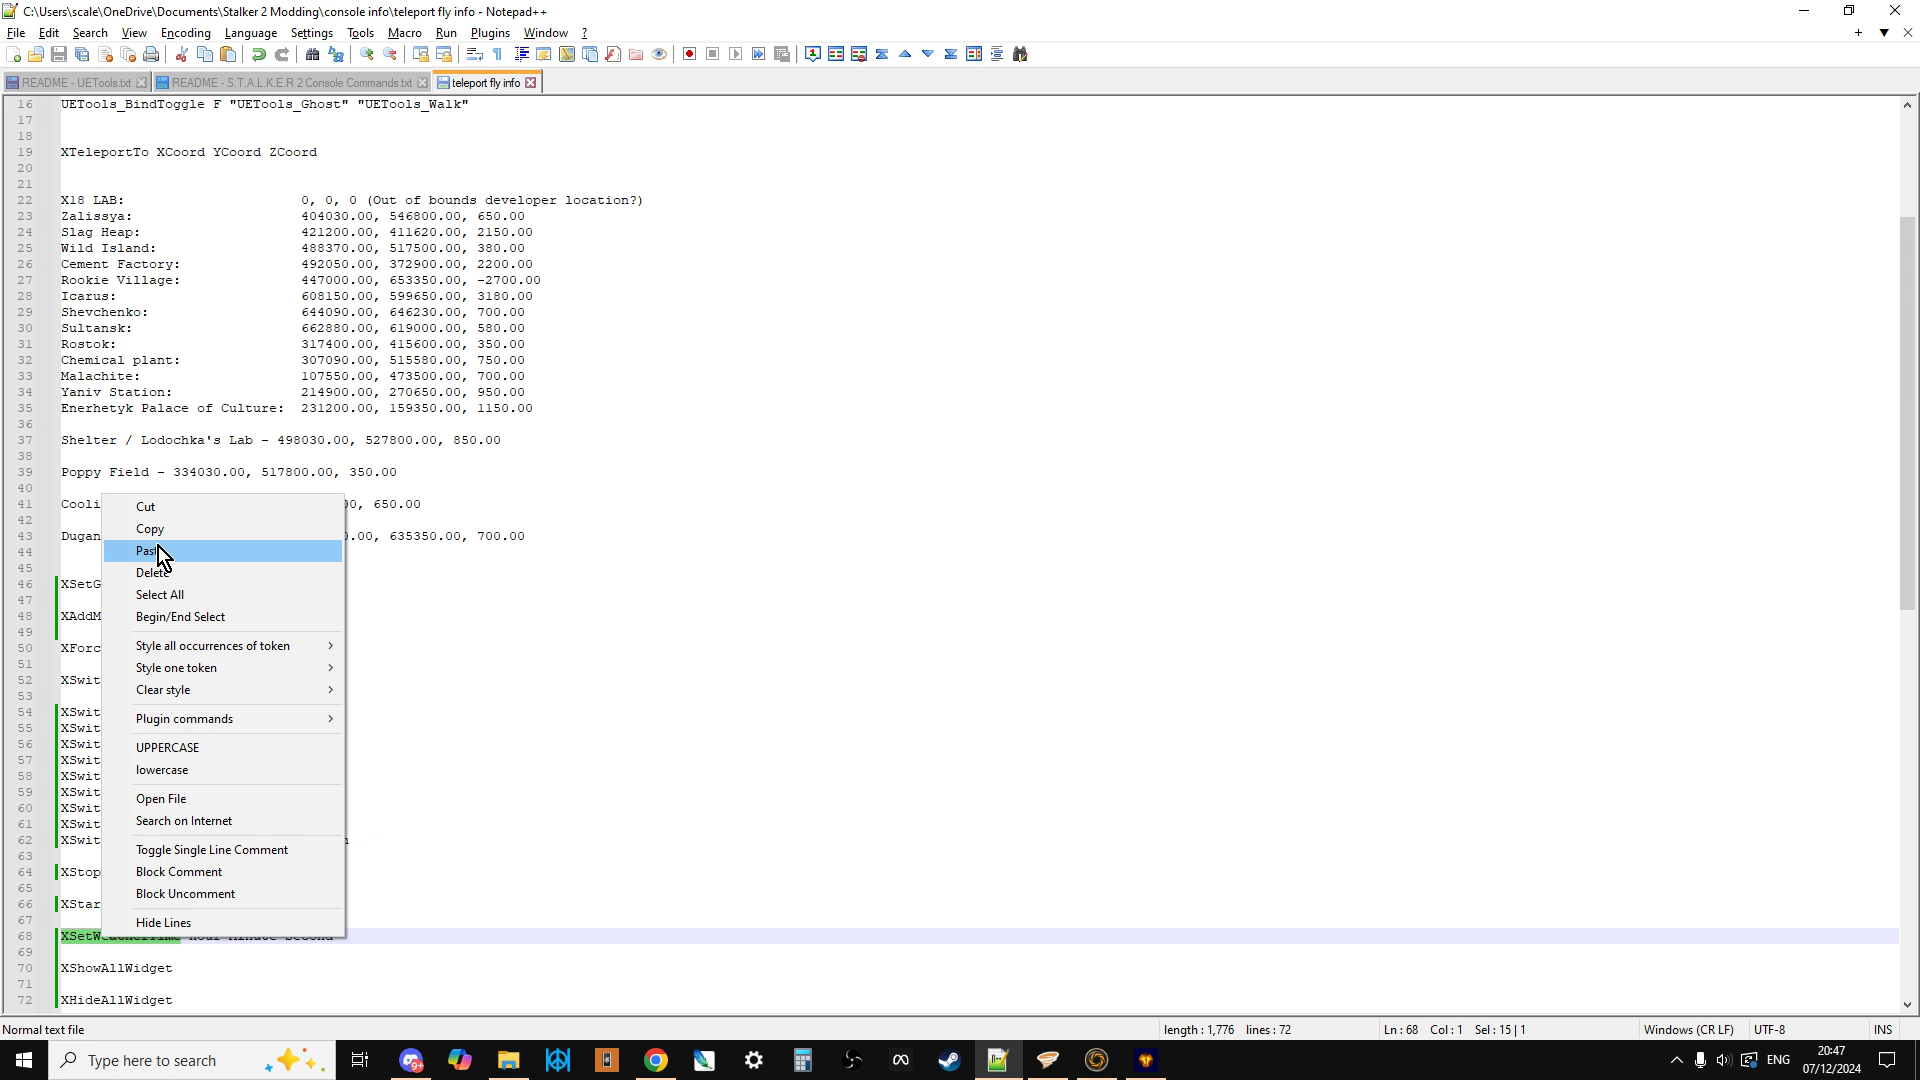 C:\Users\scale\OneDrive\Documents\Stalker 2 Modding\console info\teleport fly info - Notepad++
File Edit Search View Encoding Language Settings Tools Macro Run Plugins Window ?
README - UETools.txt README - S.T.A.L.K.E.R 2 Console Commands.txt teleport fly info
16 UETools_BindToggle F "UETools_Ghost" "UETools_Walk"
17
18
19 XTeleportTo XCoord YCoord ZCoord
20
21
22 X18 LAB: 0, 0, 0 (Out of bounds developer location?)
23 Zalissya: 404030.00, 546800.00, 650.00
24 Slag Heap: 421200.00, 411620.00, 2150.00
25 Wild Island: 488370.00, 517500.00, 380.00
26 Cement Factory: 492050.00, 372900.00, 2200.00
27 Rookie Village: 447000.00, 653350.00, -2700.00
28 Icarus: 608150.00, 599650.00, 3180.00
29 Shevchenko: 644090.00, 646230.00, 700.00
30 Sultansk: 662880.00, 619000.00, 580.00
31 Rostok: 317400.00, 415600.00, 350.00
32 Chemical plant: 307090.00, 515580.00, 750.00
33 Malachite: 107550.00, 473500.00, 700.00
34 Yaniv Station: 214900.00, 270650.00, 950.00
35 Enerhetyk Palace of Culture: 231200.00, 159350.00, 1150.00
36
37 Shelter / Lodochka's Lab - 498030.00, 527800.00, 850.00
38
39 Poppy Field - 334030.00, 517800.00, 350.00
40
41 Cooli 00, 650.00
42
43 Dugan .00, 635350.00, 700.00
44
45
46 XSetG
47
48 XAddM
49
50 XForc
51
52 XSwit
53
54 XSwit
55 XSwit
56 XSwit
57 XSwit
58 XSwit
59 XSwit
60 XSwit
61 XSwit
62 XSwit
63
64 XStop
65
66 XStar
67
68 XSetWeatherTime Hour Minute Second
69
70 XShowAllWidget
71
72 XHideAllWidget
Cut
Copy
Past
Delete
Select All
Begin/End Select
Style all occurrences of token
Style one token
Clear style
Plugin commands
UPPERCASE
lowercase
Open File
Search on Internet
Toggle Single Line Comment
Block Comment
Block Uncomment
Hide Lines
Normal text file length : 1,776 lines : 72 Ln : 68 Col : 1 Sel : 15 | 1 Windows (CR LF) UTF-8 INS
Type here to search
ENG
20:47
07/12/2024